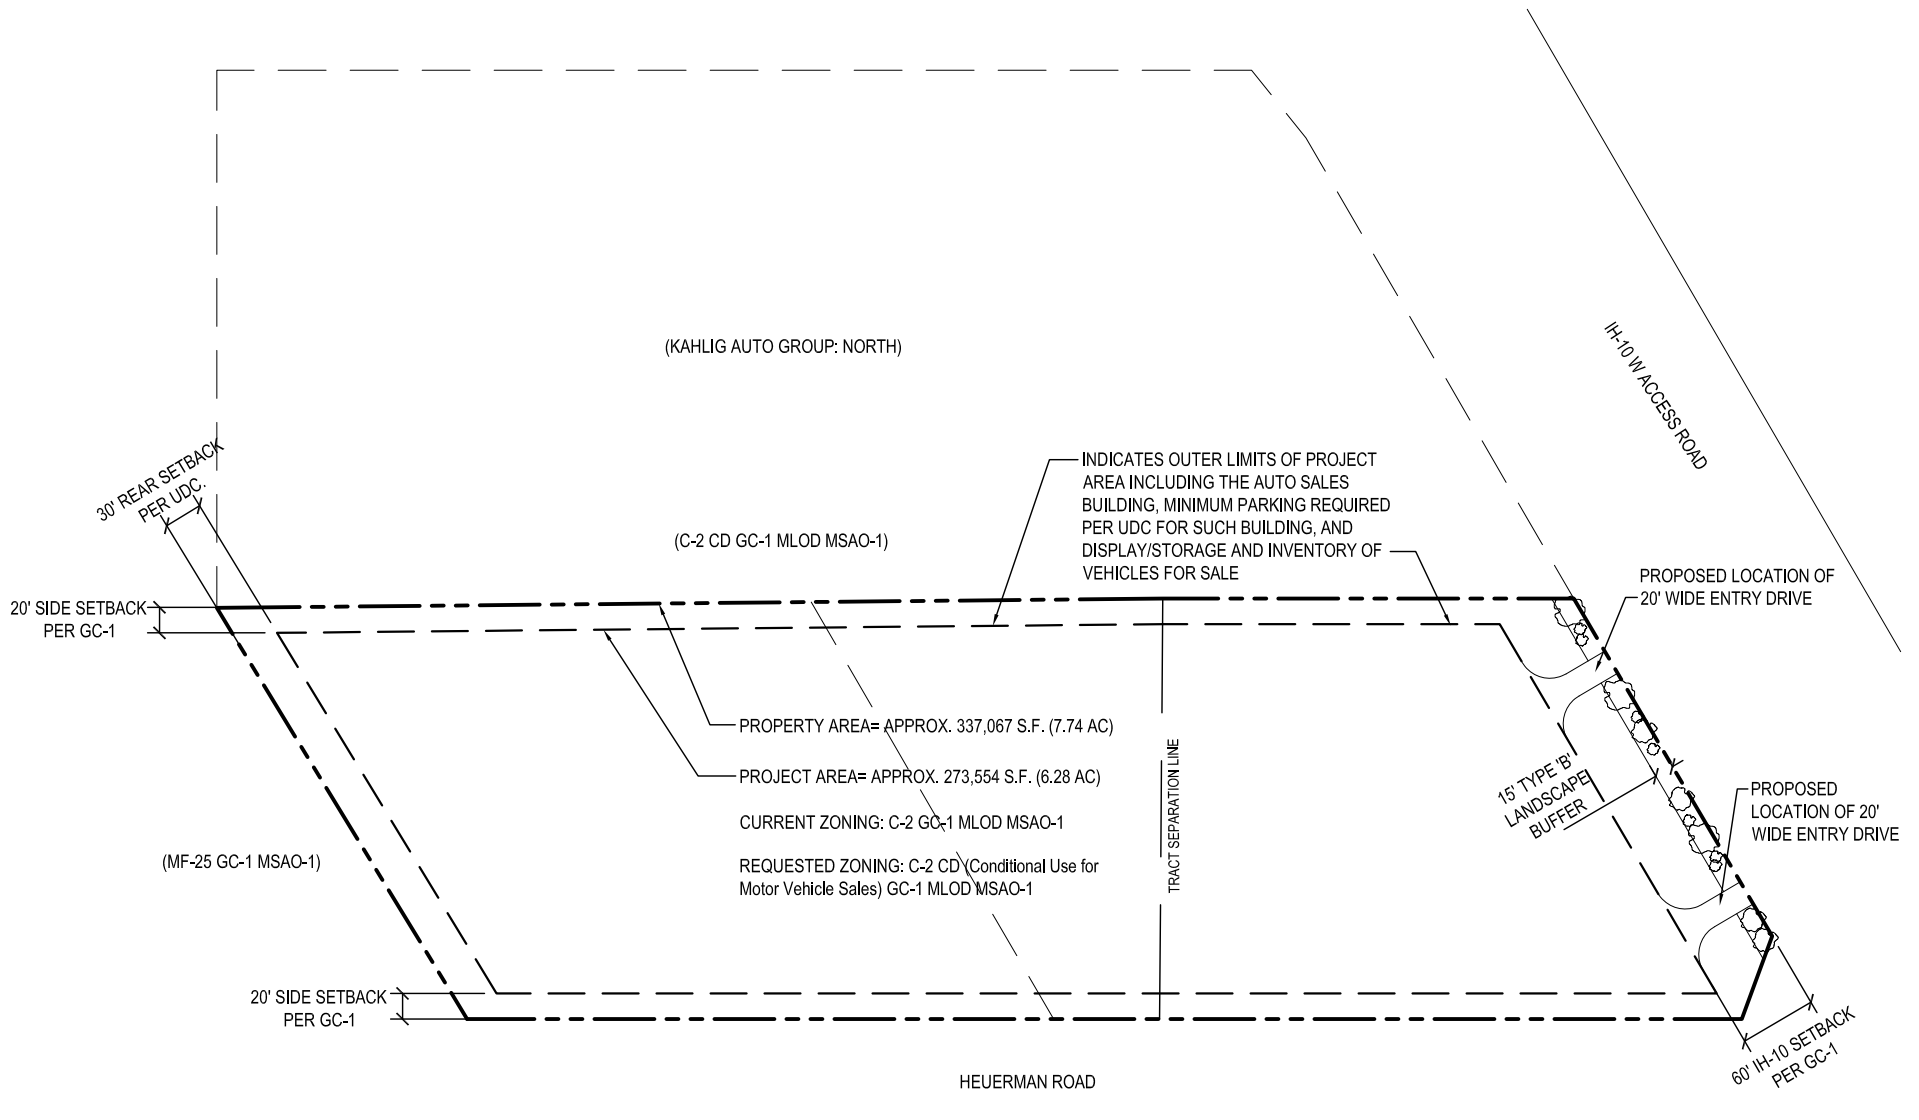 IH-10 W ACCESS ROAD
(KAHLIG AUTO GROUP: NORTH)
30' REAR SETBACK
PER UDC.
INDICATES OUTER LIMITS OF PROJECT
AREA INCLUDING THE AUTO SALES
BUILDING, MINIMUM PARKING REQUIRED
PER UDC FOR SUCH BUILDING, AND
DISPLAY/STORAGE AND INVENTORY OF
VEHICLES FOR SALE
(C-2 CD GC-1 MLOD MSAO-1)
PROPOSED LOCATION OF
20' WIDE ENTRY DRIVE
20' SIDE SETBACK
PER GC-1
PROPERTY AREA= APPROX. 337,067 S.F. (7.74 AC)
PROJECT AREA= APPROX. 273,554 S.F. (6.28 AC)
CURRENT ZONING: C-2 GC-1 MLOD MSAO-1
REQUESTED ZONING: C-2 CD (Conditional Use for
Motor Vehicle Sales) GC-1 MLOD MSAO-1
TRACT SEPARATION LINE
15' TYPE 'B'
LANDSCAPE
BUFFER
PROPOSED
LOCATION OF 20'
WIDE ENTRY DRIVE
(MF-25 GC-1 MSAO-1)
20' SIDE SETBACK
PER GC-1
60' IH-10 SETBACK
PER GC-1
HEUERMAN ROAD